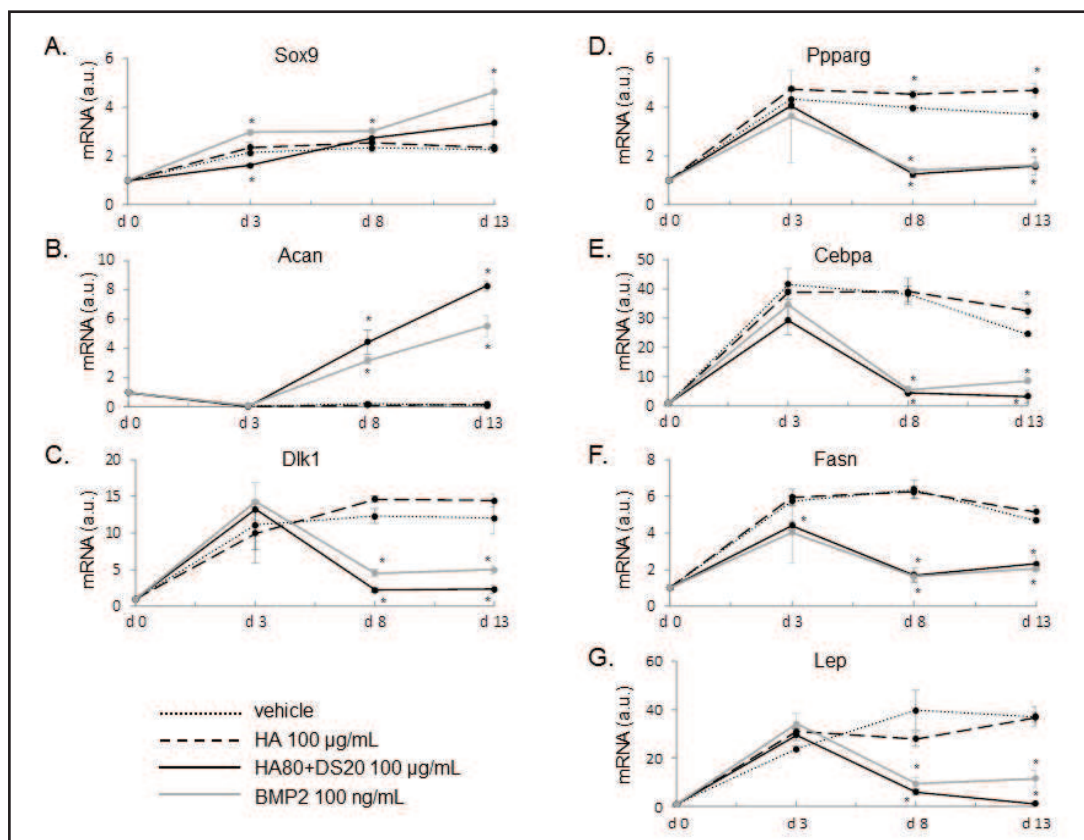 A.
Sox9
mRNA (a.u.)
6
4
2
0
*
*
*
*
d 0
d 3
d 8
d 13
B.
Acan
mRNA (a.u.)
10
8
6
4
2
0
*
*
*
*
d 0
d 3
d 8
d 13
C.
Dlk1
mRNA (a.u.)
20
15
10
5
0
*
*
*
*
d 0
d 3
d 8
d 13
vehicle
HA 100 µg/mL
HA80+DS20 100 µg/mL
BMP2 100 ng/mL
D.
Ppparg
mRNA (a.u.)
6
4
2
0
*
*
*
*
*
*
d 0
d 3
d 8
d 13
E.
Cebpa
mRNA (a.u.)
50
40
30
20
10
0
*
*
*
*
*
d 0
d 3
d 8
d 13
F.
Fasn
mRNA (a.u.)
8
6
4
2
0
*
*
*
*
*
d 0
d 3
d 8
d 13
G.
Lep
mRNA (a.u.)
60
40
20
0
*
*
*
*
d 0
d 3
d 8
d 13